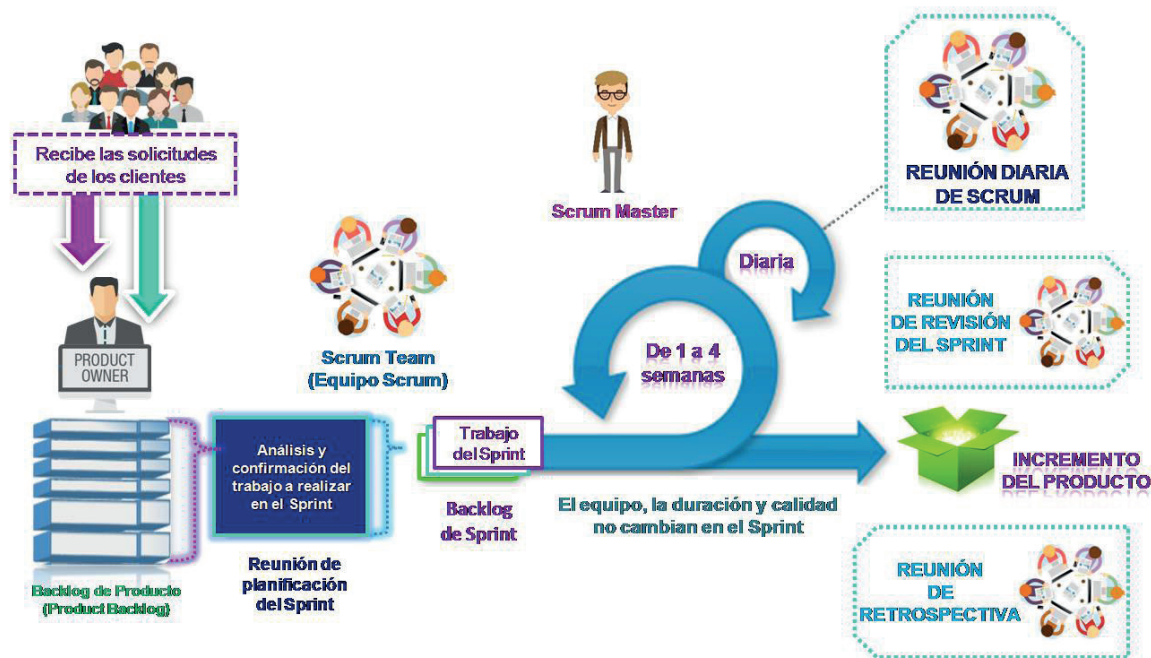 Recibe las solicitudes
de los clientes
PRODUCT
OWNER
Backlog de Producto
(Product Backlog)
Scrum Team
(Equipo Scrum)
Análisis y
confirmación del
trabajo a realizar
en el Sprint
Reunión de
planificación
del Sprint
Trabajo
del Sprint
Backlog
de Sprint
Scrum Master
De 1 a 4
semanas
Diaria
El equipo, la duración y calidad
no cambian en el Sprint
REUNIÓN DIARIA
DE SCRUM
REUNIÓN
DE REVISIÓN
DEL SPRINT
INCREMENTO
DEL PRODUCTO
REUNIÓN
DE
RETROSPECTIVA